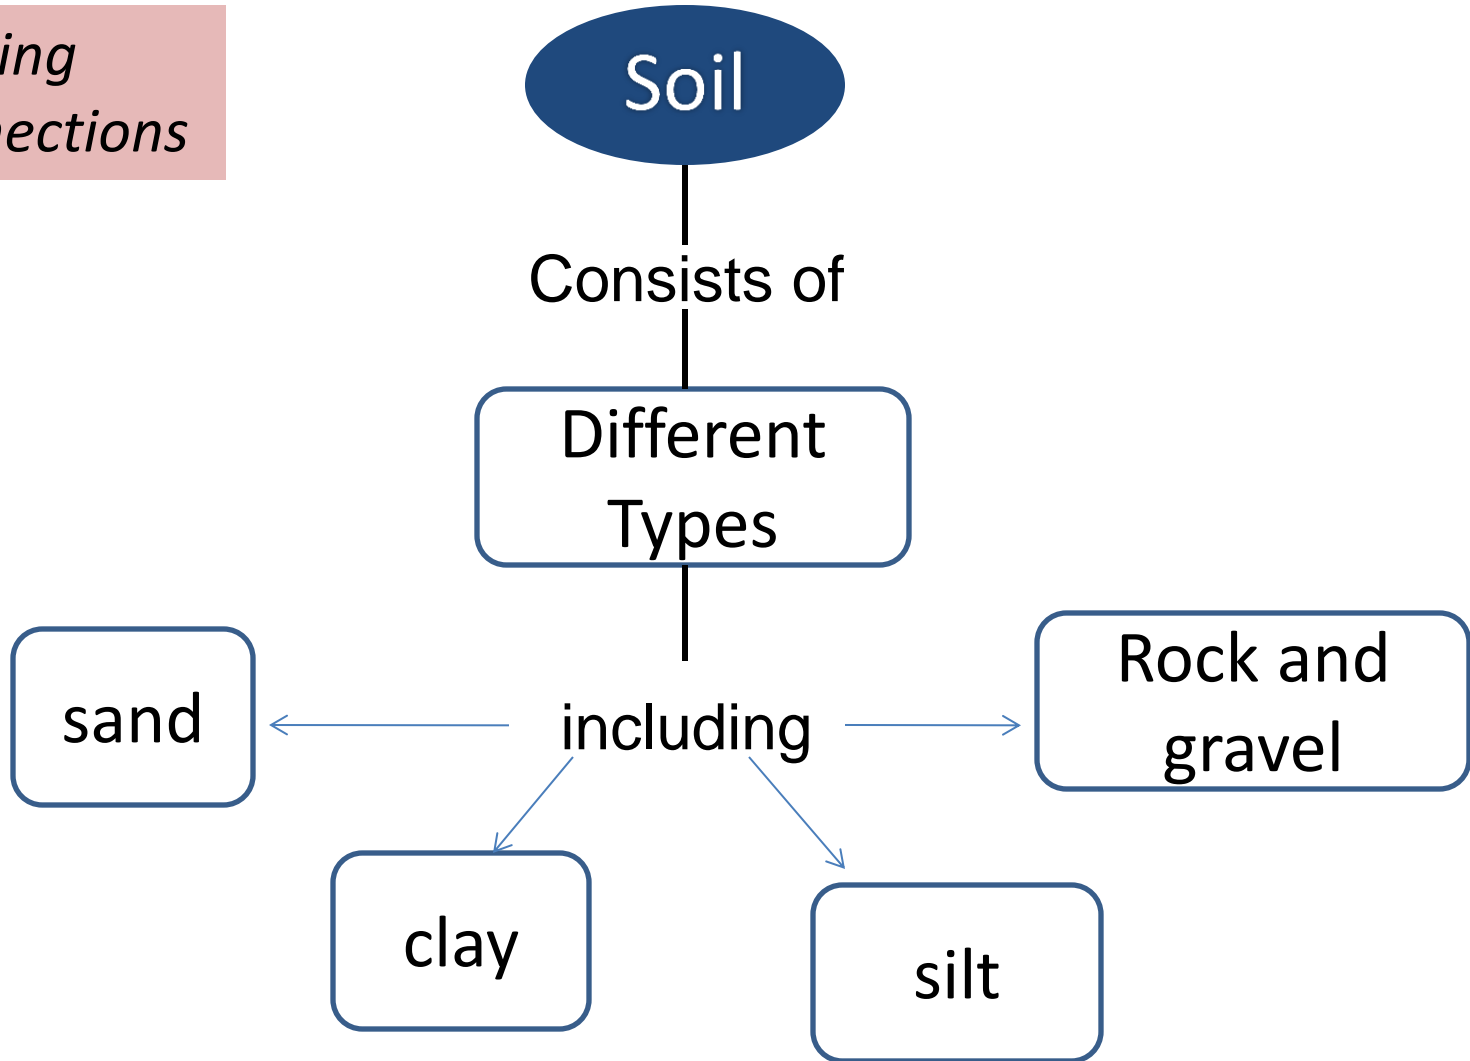 ing
ections
Soil
Consists of
Different
Types
including
sand
Rock and
gravel
clay
silt